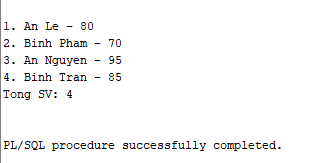 1. An Le - 80
2. Binh Pham - 70
3. An Nguyen - 95
4. Binh Tran - 85
Tong SV: 4
PL/SQL procedure successfully completed.